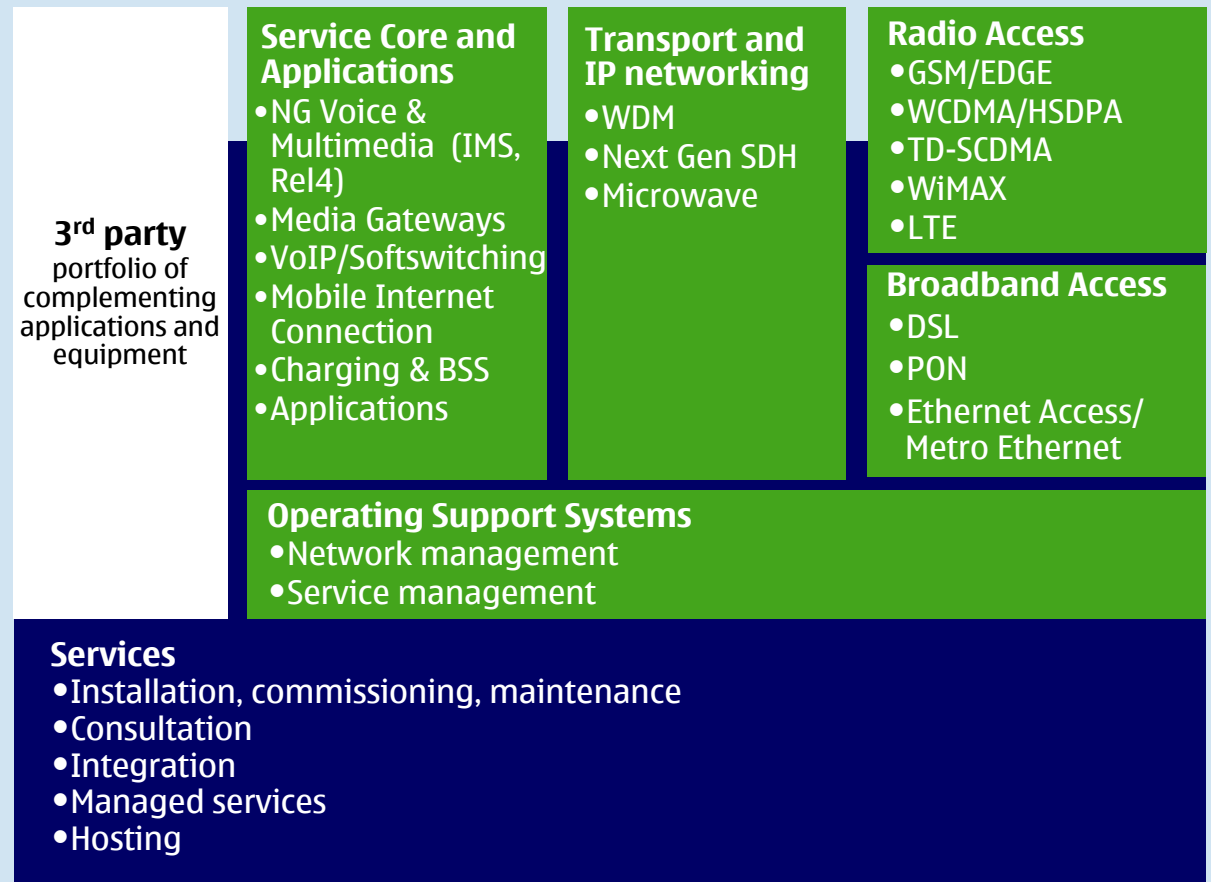 3rd party
portfolio of
complementing
applications and
equipment
Service Core and
Applications
•NG Voice &
Multimedia (IMS,
Rel4)
•Media Gateways
•VoIP/Softswitching
•Mobile Internet
Connection
•Charging & BSS
•Applications
Transport and
IP networking
•WDM
•Next Gen SDH
•Microwave
Radio Access
•GSM/EDGE
•WCDMA/HSDPA
•TD-SCDMA
•WiMAX
•LTE
Broadband Access
•DSL
•PON
•Ethernet Access/
Metro Ethernet
Operating Support Systems
•Network management
•Service management
Services
•Installation, commissioning, maintenance
•Consultation
•Integration
•Managed services
•Hosting